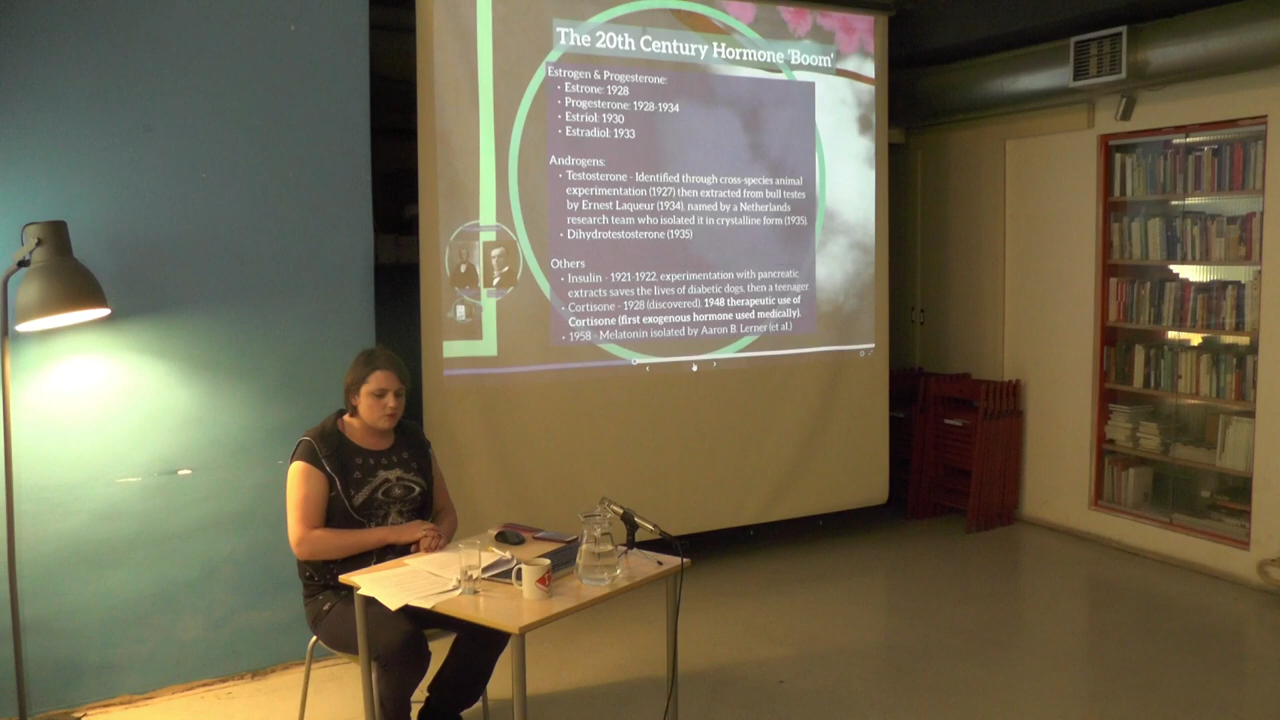 The 20th Century Hormone 'Boom'
Estrogen & Progesterone:
• Estrone: 1928
• Progesterone: 1928-1934
• Estriol: 1930
• Estradiol: 1933
Androgens:
• Testosterone - Identified through cross-species animal
experimentation (1927) then extracted from bull testes
by Ernest Laqueur (1934), named by a Netherlands
research team who isolated it in crystalline form (1935).
• Dihydrotestosterone (1935)
Others
• Insulin - 1921-1922, experimentation with pancreatic
extracts saves the lives of diabetic dogs, then a teenager
• Cortisone - 1928 (discovered). 1948 therapeutic use of
Cortisone (first exogenous hormone used medically).
• 1958 - Melatonin isolated by Aaron B. Lerner (et al.)